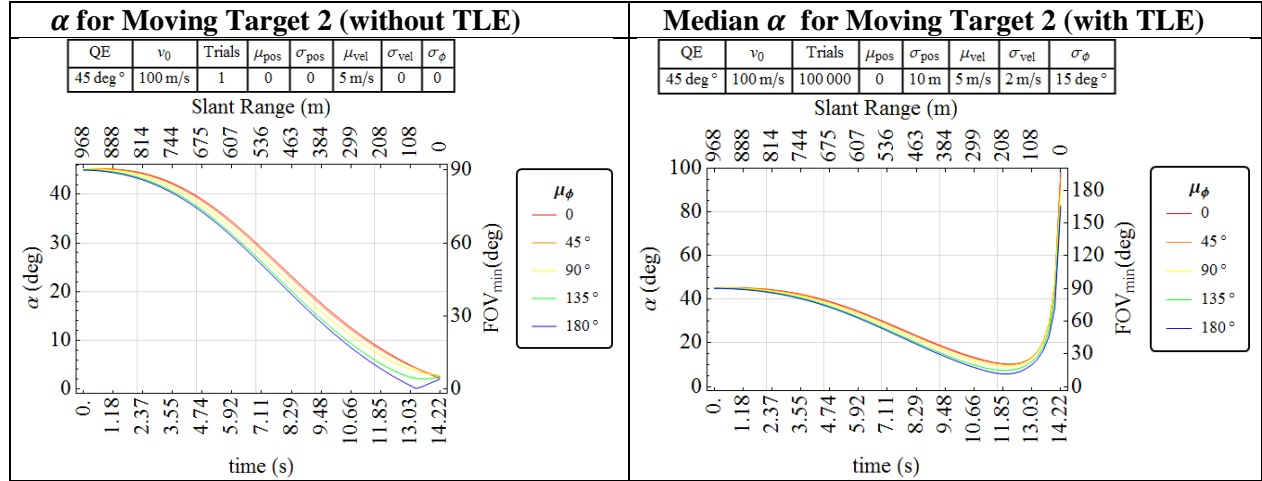 α for Moving Target 2 (without TLE)
QE v₀ Trials μpos σpos μvel σvel σϕ
45 deg° 100 m/s 1 0 0 5 m/s 0 0
Slant Range (m)
968 888 814 744 675 607 536 463 384 299 208 108 0
40 30 20 10 0
α (deg)
90 60 30 0
FOVmin(deg)
0. 1.18 2.37 3.55 4.74 5.92 7.11 8.29 9.48 10.66 11.85 13.03 14.22
time (s)
μϕ
0
45°
90°
135°
180°
Median α for Moving Target 2 (with TLE)
QE v₀ Trials μpos σpos μvel σvel σϕ
45 deg° 100 m/s 100 000 0 10 m 5 m/s 2 m/s 15 deg°
Slant Range (m)
968 888 814 744 675 607 536 463 384 299 208 108 0
100 80 60 40 20 0
α (deg)
180 150 120 90 60 30 0
FOVmin(deg)
0. 1.18 2.37 3.55 4.74 5.92 7.11 8.29 9.48 10.66 11.85 13.03 14.22
time (s)
μϕ
0
45°
90°
135°
180°